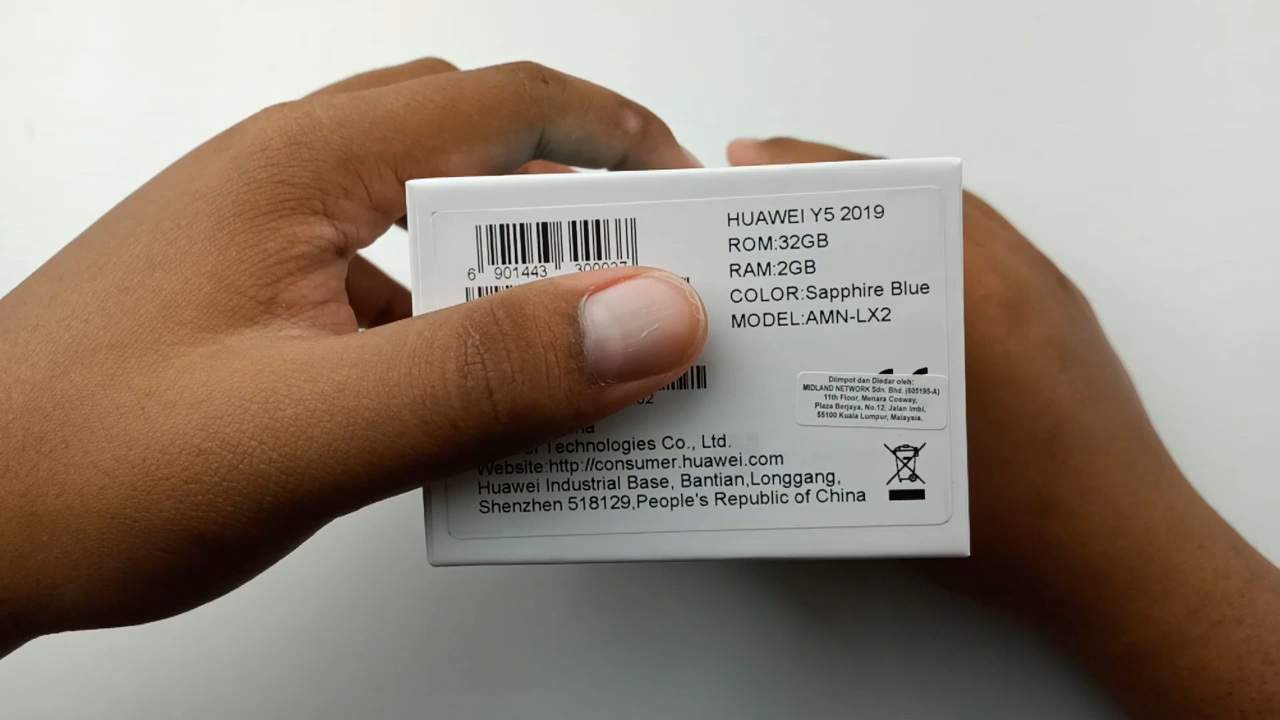 HUAWEI Y5 2019
ROM:32GB
RAM:2GB
COLOR:Sapphire Blue
MODEL:AMN-LX2
6 901443
Diimpot dan Diedar oleh:
MIDLAND NETWORK Sdn. Bhd. (605195-A)
11th Floor, Menara Cosway,
Plaza Berjaya, No.12, Jalan Imbi,
55100 Kuala Lumpur, Malaysia.
Technologies Co., Ltd.
Website:http://consumer.huawei.com
Huawei Industrial Base, Bantian,Longgang,
Shenzhen 518129,People's Republic of China